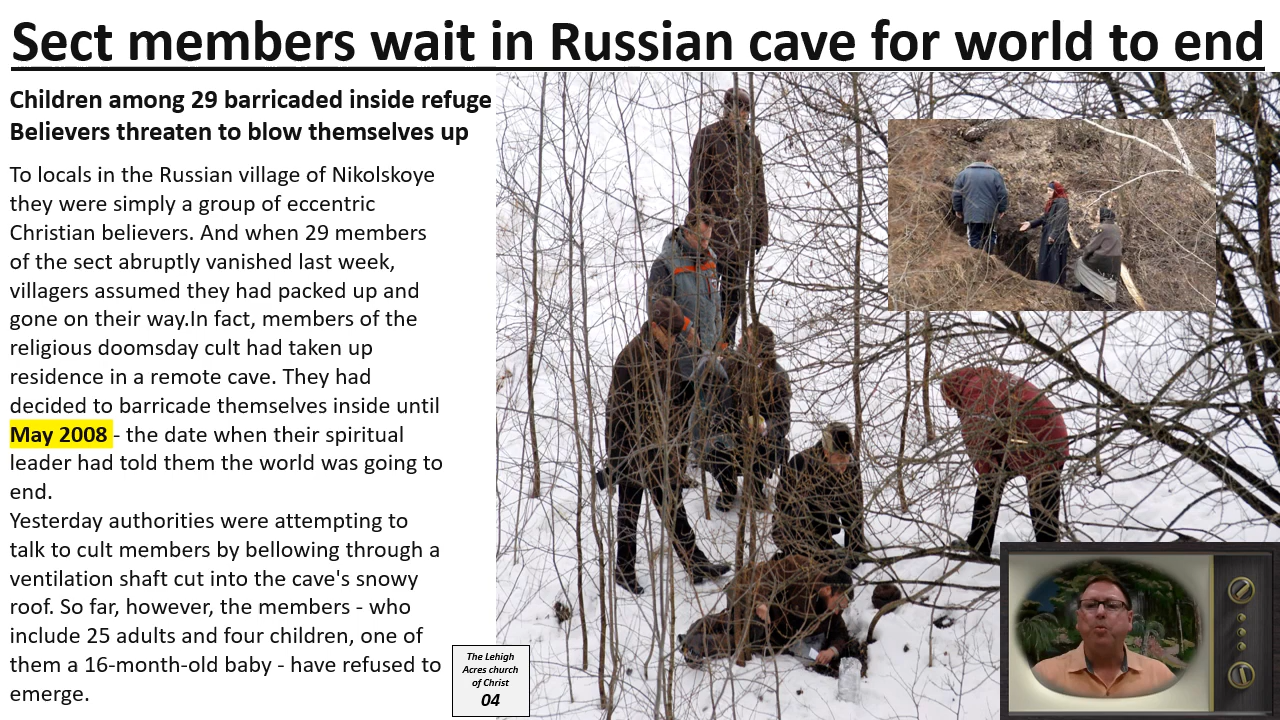 Sect members wait in Russian cave for world to end
Children among 29 barricaded inside refuge
Believers threaten to blow themselves up
To locals in the Russian village of Nikolskoye
they were simply a group of eccentric
Christian believers. And when 29 members
of the sect abruptly vanished last week,
villagers assumed they had packed up and
gone on their way.In fact, members of the
religious doomsday cult had taken up
residence in a remote cave. They had
decided to barricade themselves inside until
May 2008 - the date when their spiritual
leader had told them the world was going to
end.
Yesterday authorities were attempting to
talk to cult members by bellowing through a
ventilation shaft cut into the cave's snowy
roof. So far, however, the members - who
include 25 adults and four children, one of
them a 16-month-old baby - have refused to
emerge.
The Lehigh
Acres church
of Christ
04